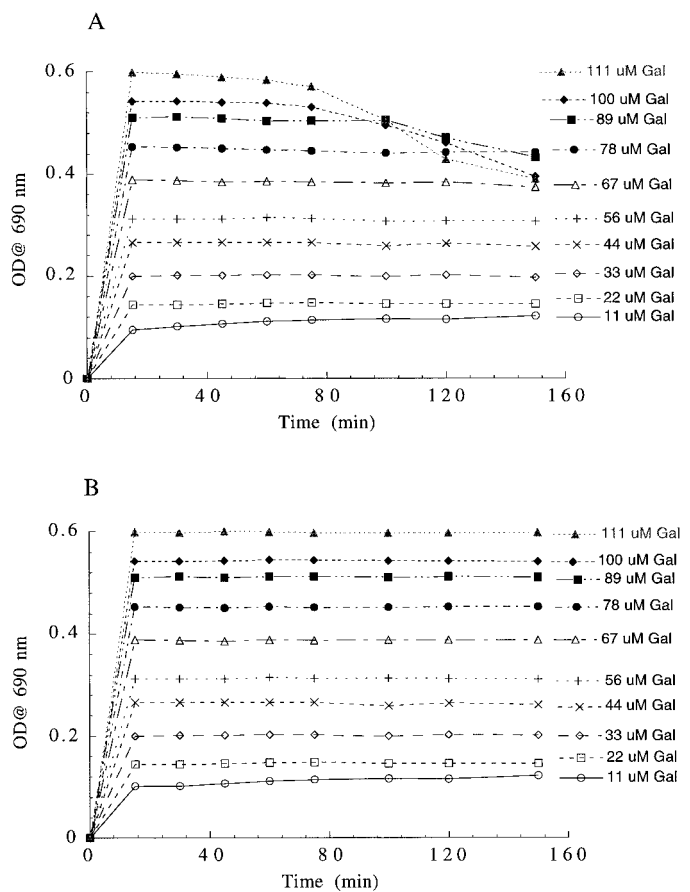 A
0.6
0.4
0.2
0
OD@ 690 nm
0
40
80
120
160
Time (min)
111 uM Gal
100 uM Gal
89 uM Gal
78 uM Gal
67 uM Gal
56 uM Gal
44 uM Gal
33 uM Gal
22 uM Gal
11 uM Gal
B
0.6
0.4
0.2
0
OD@ 690 nm
0
40
80
120
160
Time (min)
111 uM Gal
100 uM Gal
89 uM Gal
78 uM Gal
67 uM Gal
56 uM Gal
44 uM Gal
33 uM Gal
22 uM Gal
11 uM Gal